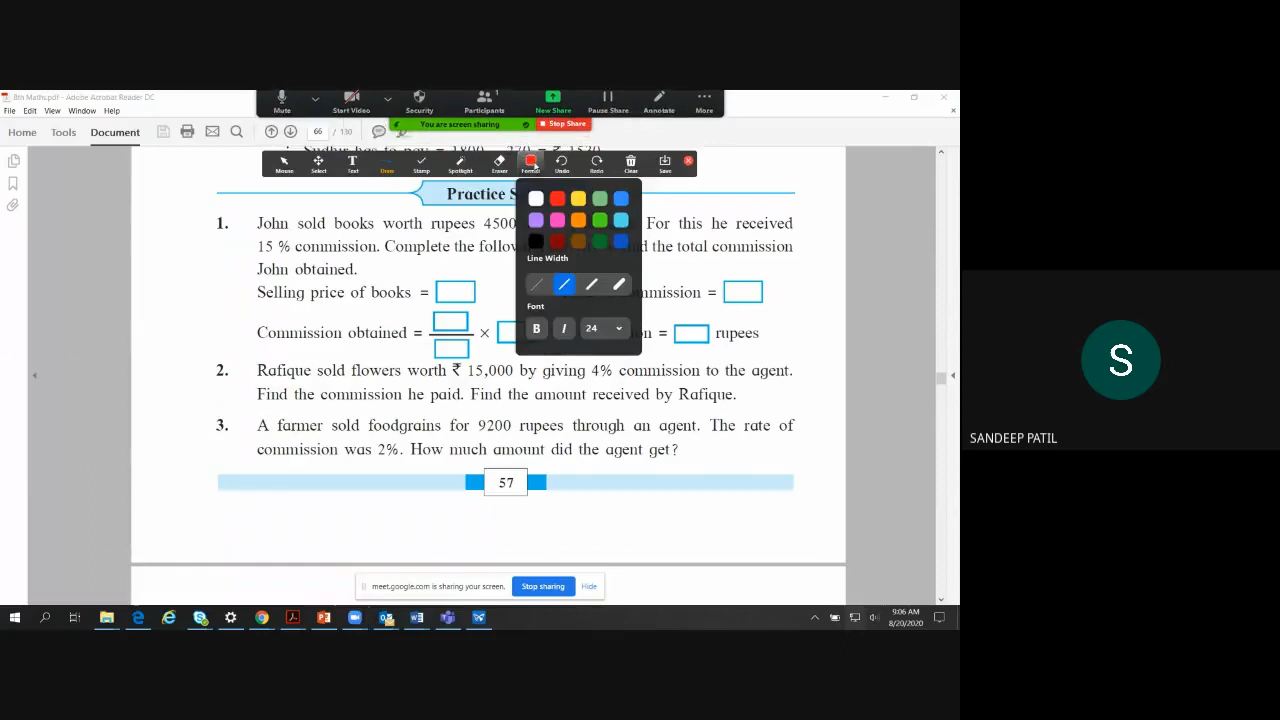 8th Maths.pdf - Adobe Acrobat Reader DC
File Edit View Window Help
Mute Start Video Security Participants 1 New Share Pause Share Annotate More
You are screen sharing Stop Share
Home Tools Document 66 / 130
Mouse Select Text Draw Stamp Spotlight Eraser Format Undo Redo Clear Save
Practice S
1. John sold books worth rupees 4500 For this he received
15 % commission. Complete the follow nd the total commission
John obtained.
Selling price of books = mmission =
Commission obtained = × n = rupees
Line Width
Font
B I 24
2. Rafique sold flowers worth ₹ 15,000 by giving 4% commission to the agent.
Find the commission he paid. Find the amount received by Rafique.
3. A farmer sold foodgrains for 9200 rupees through an agent. The rate of
commission was 2%. How much amount did the agent get?
57
meet.google.com is sharing your screen. Stop sharing Hide
9:06 AM
8/20/2020
S
SANDEEP PATIL